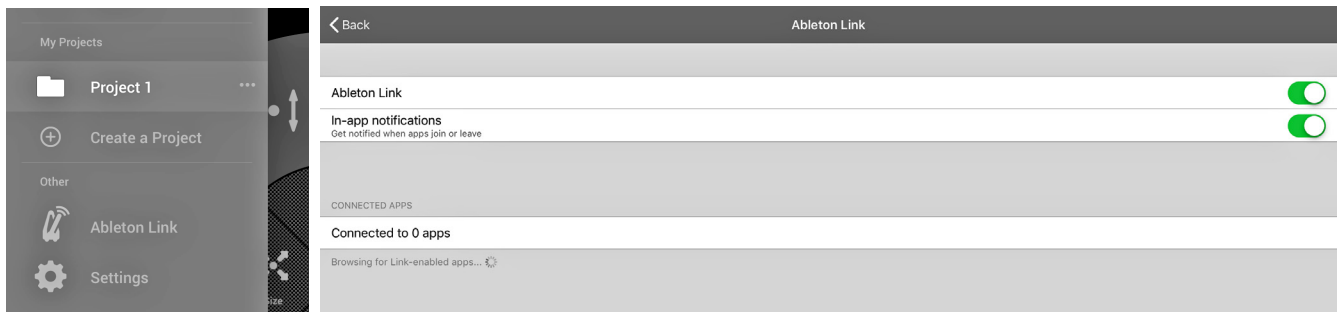 My Projects
Project 1
Create a Project
Other
Ableton Link
Settings
Size
Back
Ableton Link
Ableton Link
In-app notifications
Get notified when apps join or leave
CONNECTED APPS
Connected to 0 apps
Browsing for Link-enabled apps...